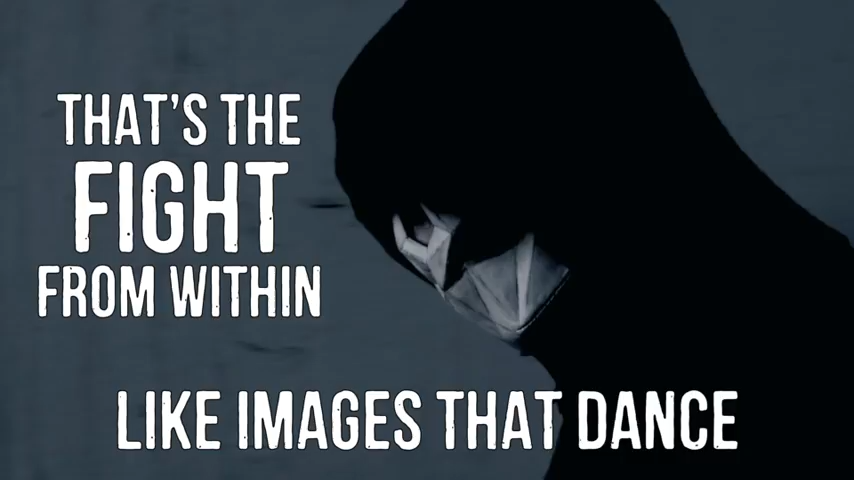 THAT'S THE
FIGHT
FROM WITHIN
LIKE IMAGES THAT DANCE